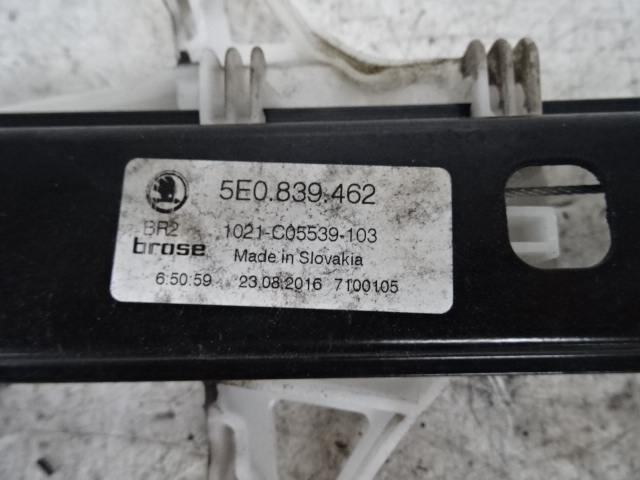 5E0.839.462
BR2
1021-C05539-103
brose
Made in Slovakia
6:50:59 23.08.2016 7100105